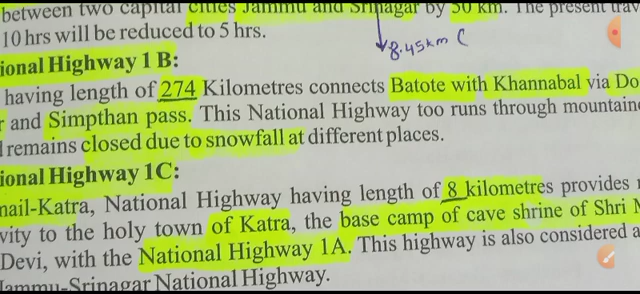 between two capital cities Jammu and Srinagar by 50 km. The present trav
10 hrs will be reduced to 5 hrs.
8.45km (
ional Highway 1 B:
having length of 274 Kilometres connects Batote with Khannabal via Do
r and Simpthan pass. This National Highway too runs through mountaino
l remains closed due to snowfall at different places.
ional Highway 1C:
mail-Katra, National Highway having length of 8 kilometres provides
vity to the holy town of Katra, the base camp of cave shrine of Shri M
Devi, with the National Highway 1A. This highway is also considered a
Jammu-Srinagar National Highway.